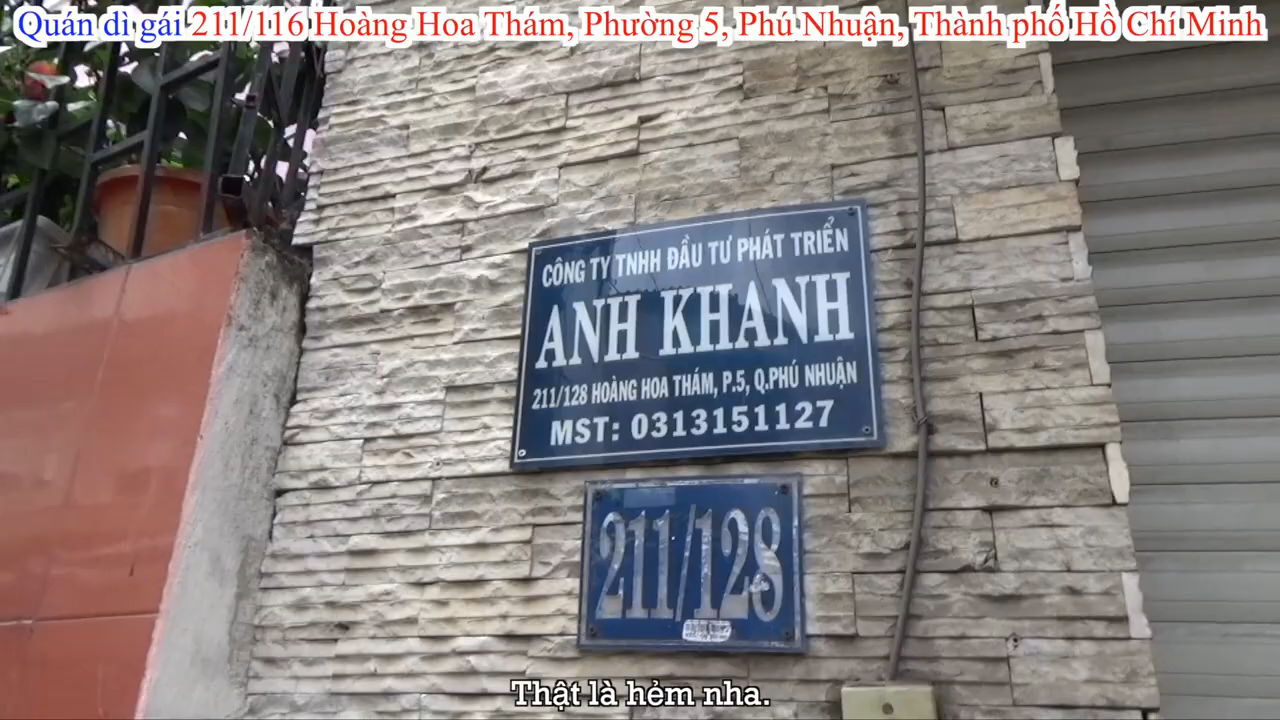 Quán dì gái 211/116 Hoàng Hoa Thám, Phường 5, Phú Nhuận, Thành phố Hồ Chí Minh
CÔNG TY TNHH ĐẦU TƯ PHÁT TRIỂN
ANH KHANH
211/128 HOÀNG HOA THÁM, P.5, Q.PHÚ NHUẬN
MST: 0313151127
211/128
Thật là hẻm nha.